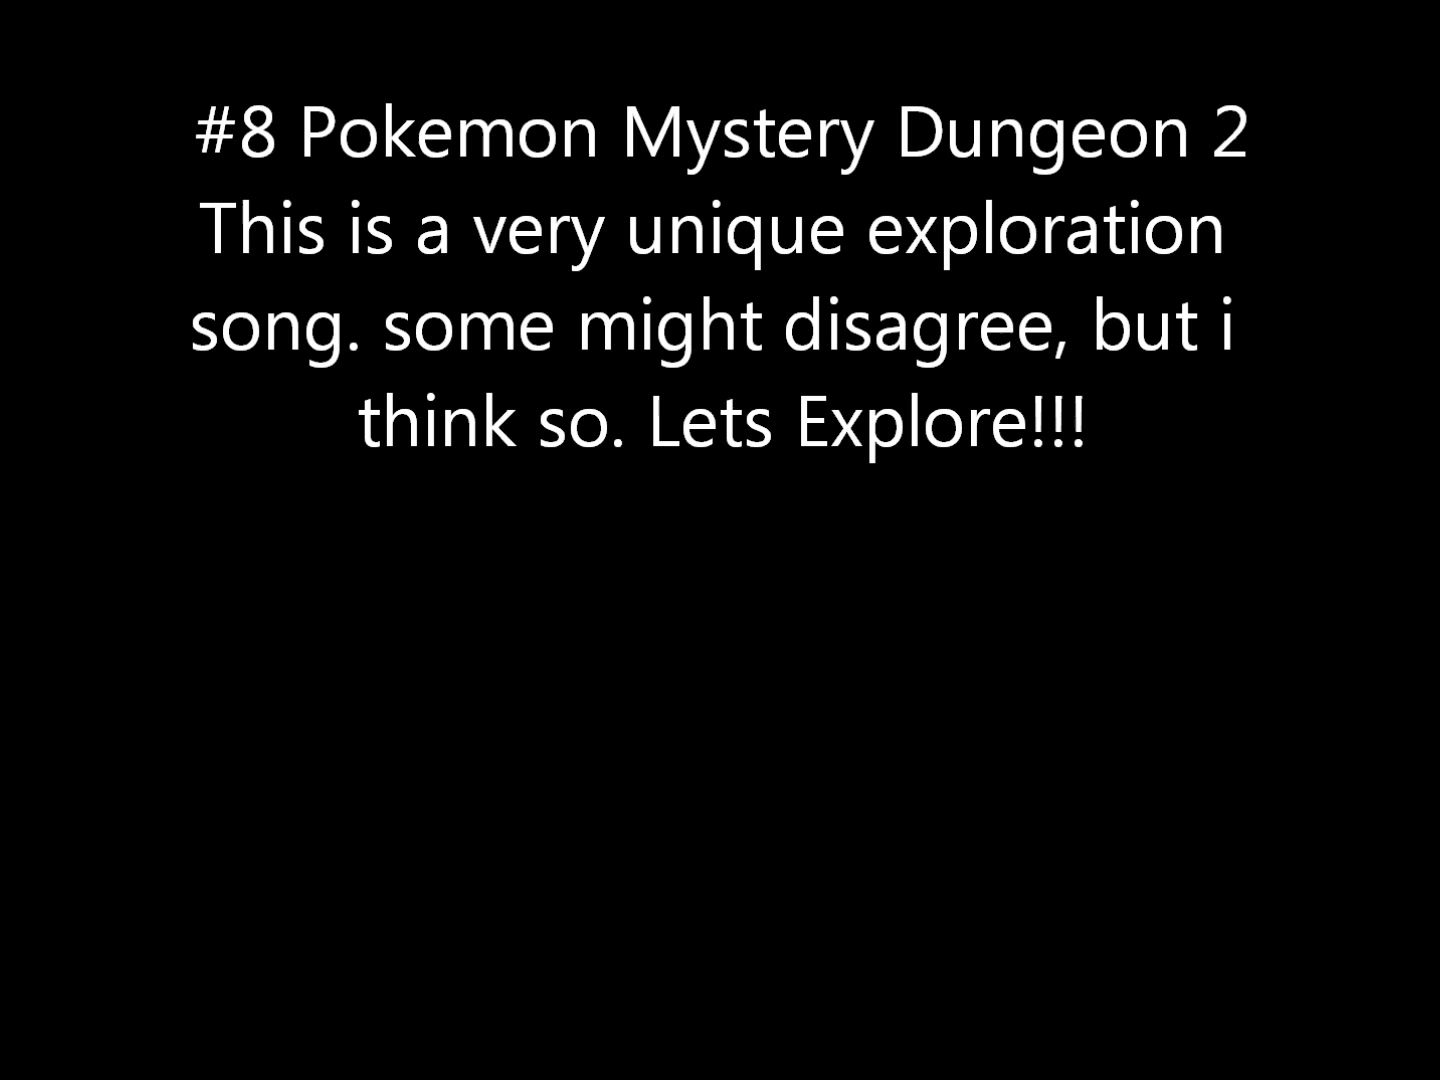 #8 Pokemon Mystery Dungeon 2
This is a very unique exploration
song. some might disagree, but i
think so. Lets Explore!!!